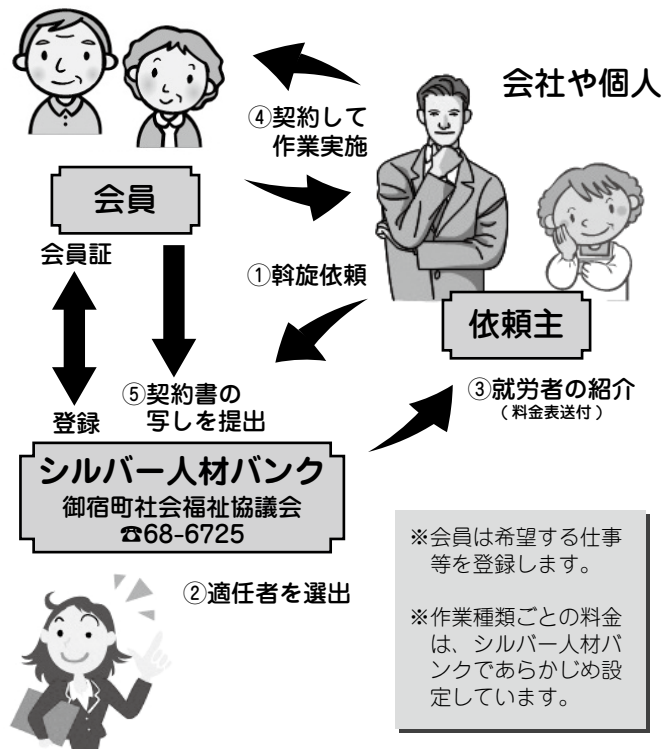 会社や個人
④契約して
作業実施
会員
会員証
①斡旋依頼
依頼主
③就労者の紹介
（料金表送付）
⑤契約書の
写しを提出
登録
シルバー人材バンク
御宿町社会福祉協議会
☎68-6725
②適任者を選出
※会員は希望する仕事
等を登録します。
※作業種類ごとの料金
は、シルバー人材バ
ンクであらかじめ設
定しています。